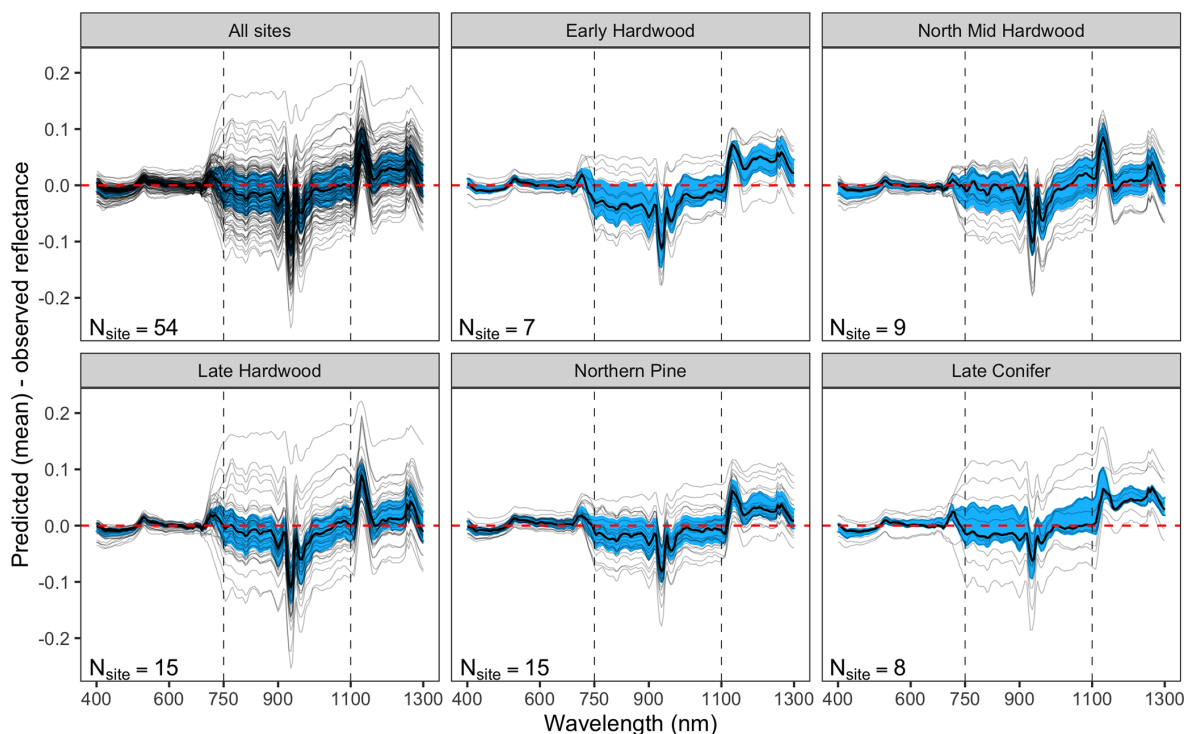 All sites
Early Hardwood
North Mid Hardwood
Predicted (mean) - observed reflectance
0.2
0.1
0.0
-0.1
-0.2
Nsite = 54
Nsite = 7
Nsite = 9
Late Hardwood
Northern Pine
Late Conifer
0.2
0.1
0.0
-0.1
-0.2
Nsite = 15
Nsite = 15
Nsite = 8
400 600 750 900 1100 1300
400 600 750 900 1100 1300
400 600 750 900 1100 1300
Wavelength (nm)